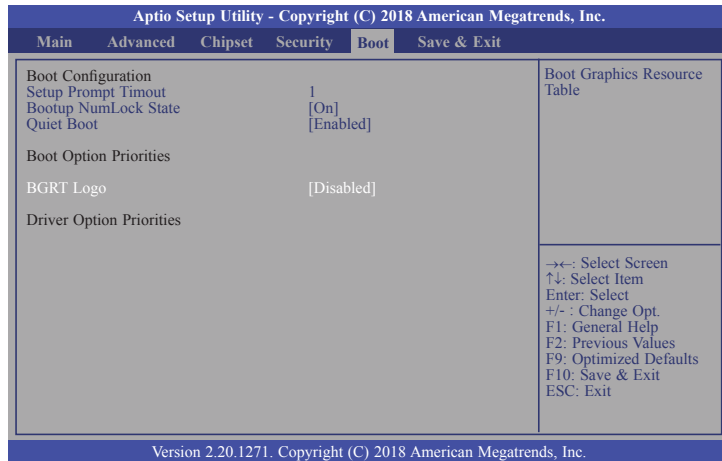 Aptio Setup Utility - Copyright (C) 2018 American Megatrends, Inc.
Main Advanced Chipset Security Boot Save & Exit
Boot Configuration
Setup Prompt Timout 1
Bootup NumLock State [On]
Quiet Boot [Enabled]
Boot Option Priorities
BGRT Logo [Disabled]
Driver Option Priorities
Boot Graphics Resource
Table
→←: Select Screen
↑↓: Select Item
Enter: Select
+/- : Change Opt.
F1: General Help
F2: Previous Values
F9: Optimized Defaults
F10: Save & Exit
ESC: Exit
Version 2.20.1271. Copyright (C) 2018 American Megatrends, Inc.